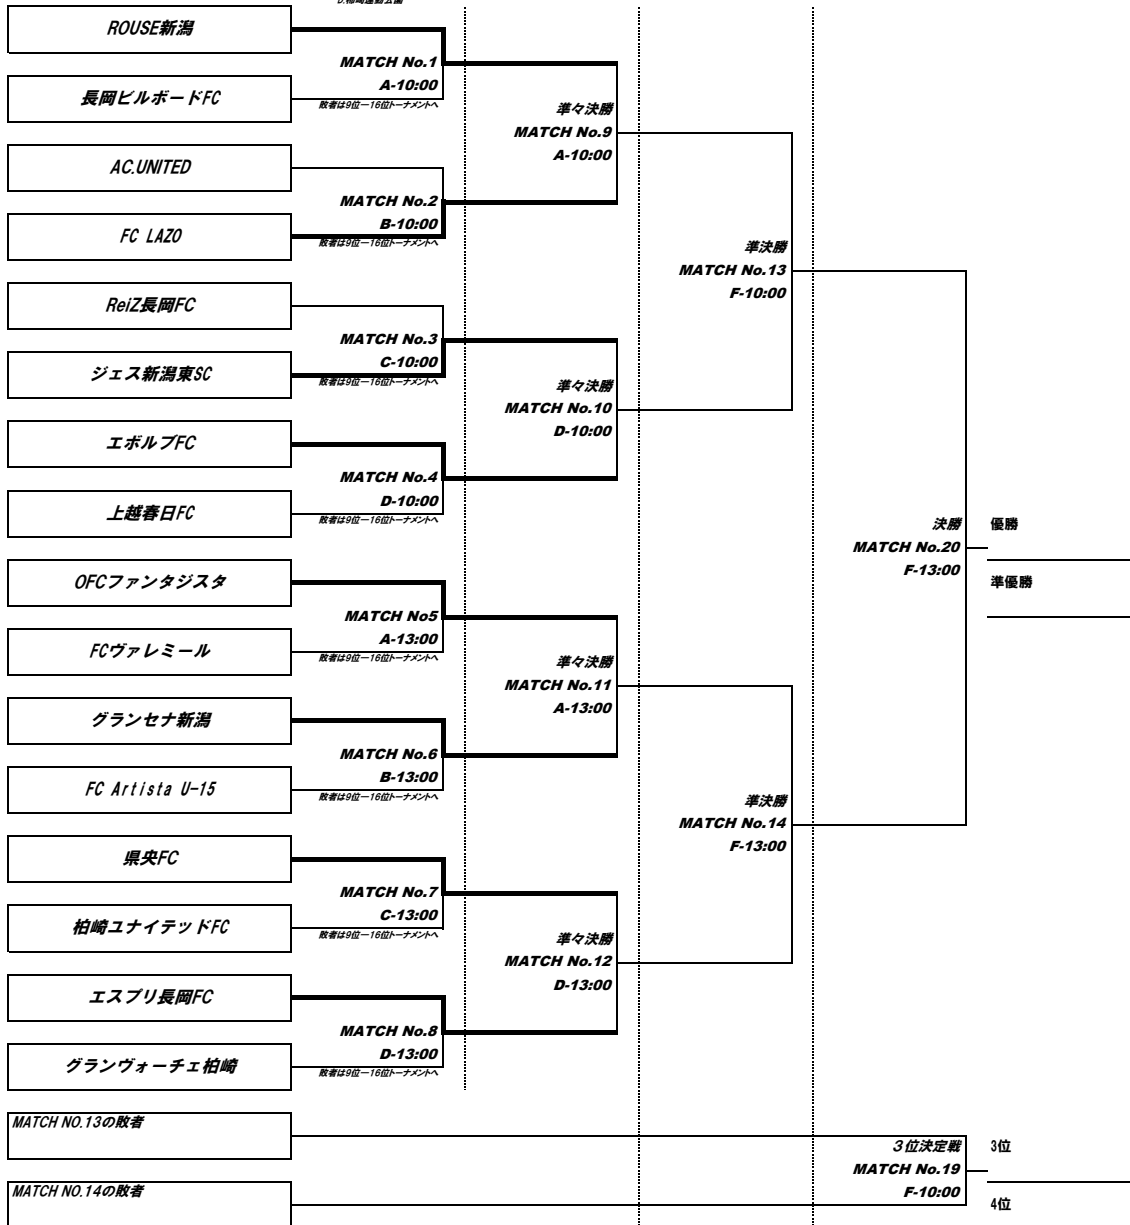 D.柏崎運動公園
ROUSE新潟
MATCH No.1
A-10:00
長岡ビルボードFC
敗者は9位ー16位トーナメントへ
準々決勝
MATCH No.9
A-10:00
AC.UNITED
MATCH No.2
B-10:00
FC LAZO
敗者は9位ー16位トーナメントへ
準決勝
MATCH No.13
F-10:00
ReiZ長岡FC
MATCH No.3
C-10:00
ジェス新潟東SC
敗者は9位ー16位トーナメントへ
準々決勝
MATCH No.10
D-10:00
エボルブFC
MATCH No.4
D-10:00
上越春日FC
敗者は9位ー16位トーナメントへ
決勝
優勝
MATCH No.20
F-13:00
準優勝
OFCファンタジスタ
MATCH No5
A-13:00
FCヴァレミール
敗者は9位ー16位トーナメントへ
準々決勝
MATCH No.11
A-13:00
グランセナ新潟
MATCH No.6
B-13:00
FC Artista U-15
敗者は9位ー16位トーナメントへ
準決勝
MATCH No.14
F-13:00
県央FC
MATCH No.7
C-13:00
柏崎ユナイテッドFC
敗者は9位ー16位トーナメントへ
準々決勝
MATCH No.12
D-13:00
エスプリ長岡FC
MATCH No.8
D-13:00
グランヴォーチェ柏崎
敗者は9位ー16位トーナメントへ
MATCH NO.13の敗者
３位決定戦
3位
MATCH No.19
F-10:00
MATCH NO.14の敗者
4位